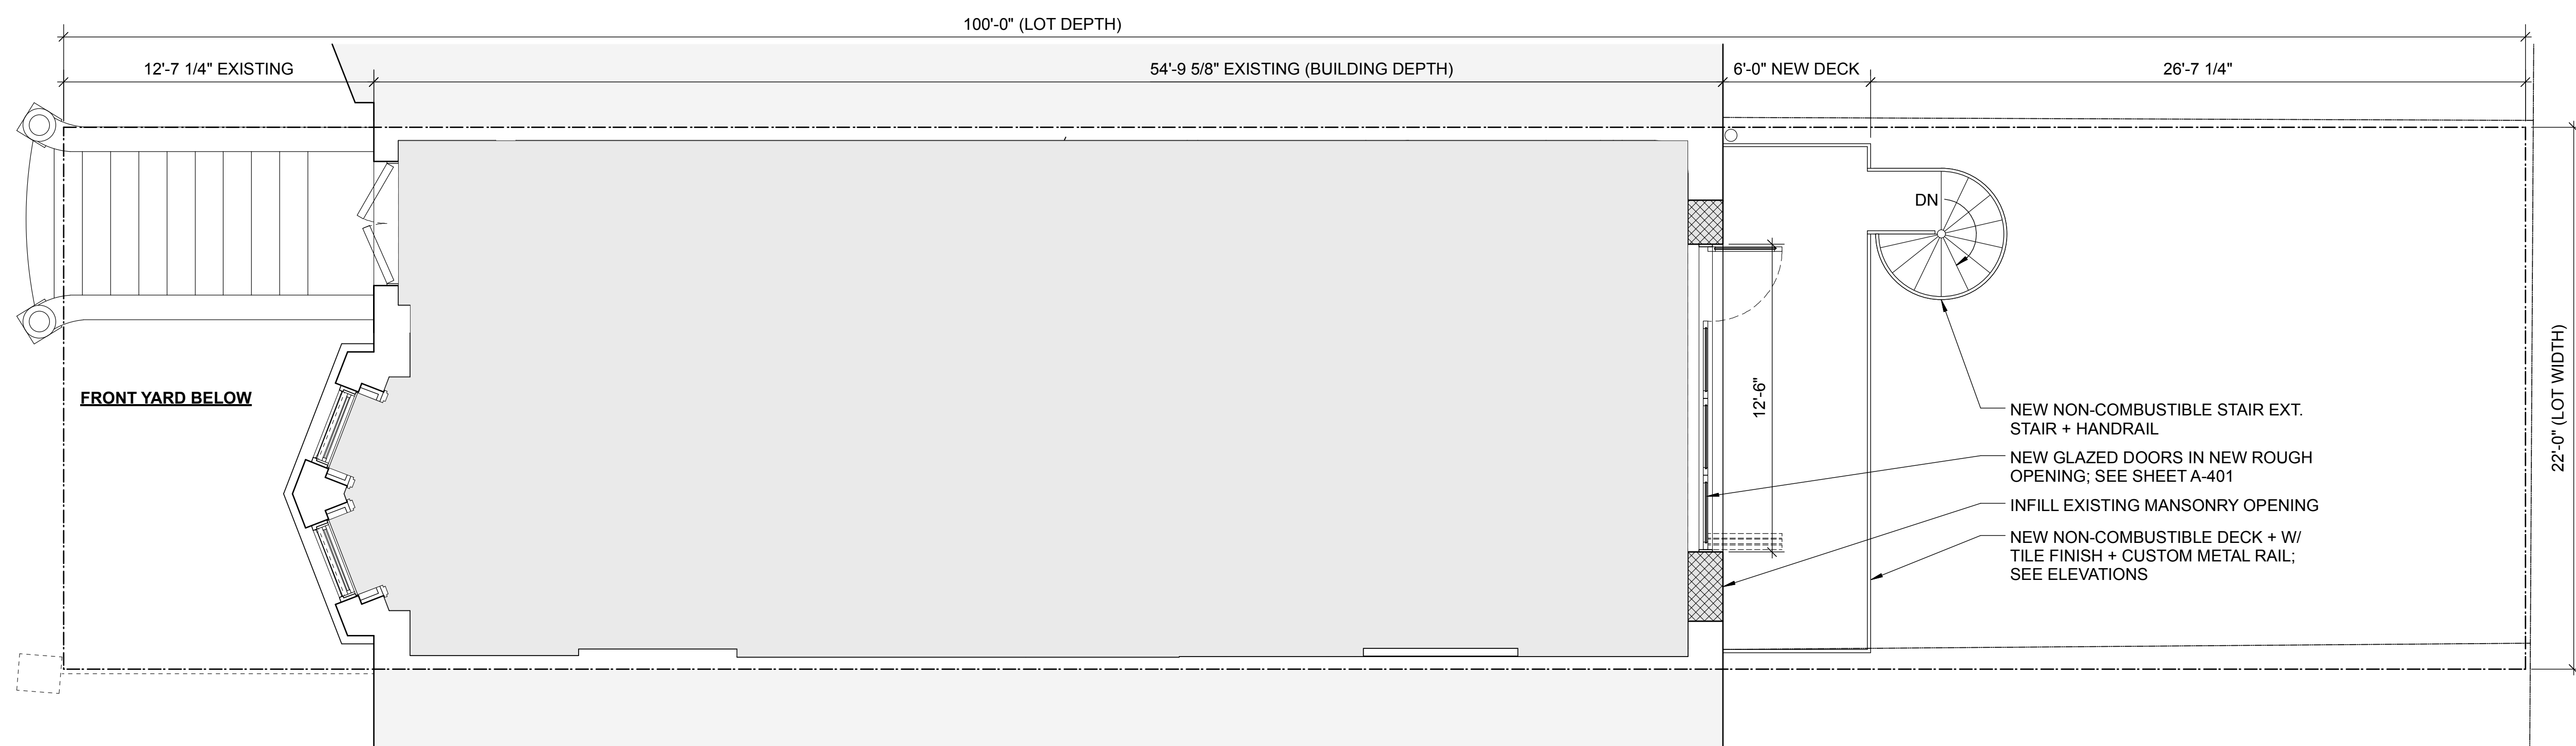 100'-0" (LOT DEPTH)
12'-7 1/4" EXISTING
54'-9 5/8" EXISTING (BUILDING DEPTH)
6'-0" NEW DECK
26'-7 1/4"
DN
FRONT YARD BELOW
12'-6"
22'-0" (LOT WIDTH)
NEW NON-COMBUSTIBLE STAIR EXT.
STAIR + HANDRAIL
NEW GLAZED DOORS IN NEW ROUGH
OPENING; SEE SHEET A-401
INFILL EXISTING MANSONRY OPENING
NEW NON-COMBUSTIBLE DECK + W/
TILE FINISH + CUSTOM METAL RAIL;
SEE ELEVATIONS